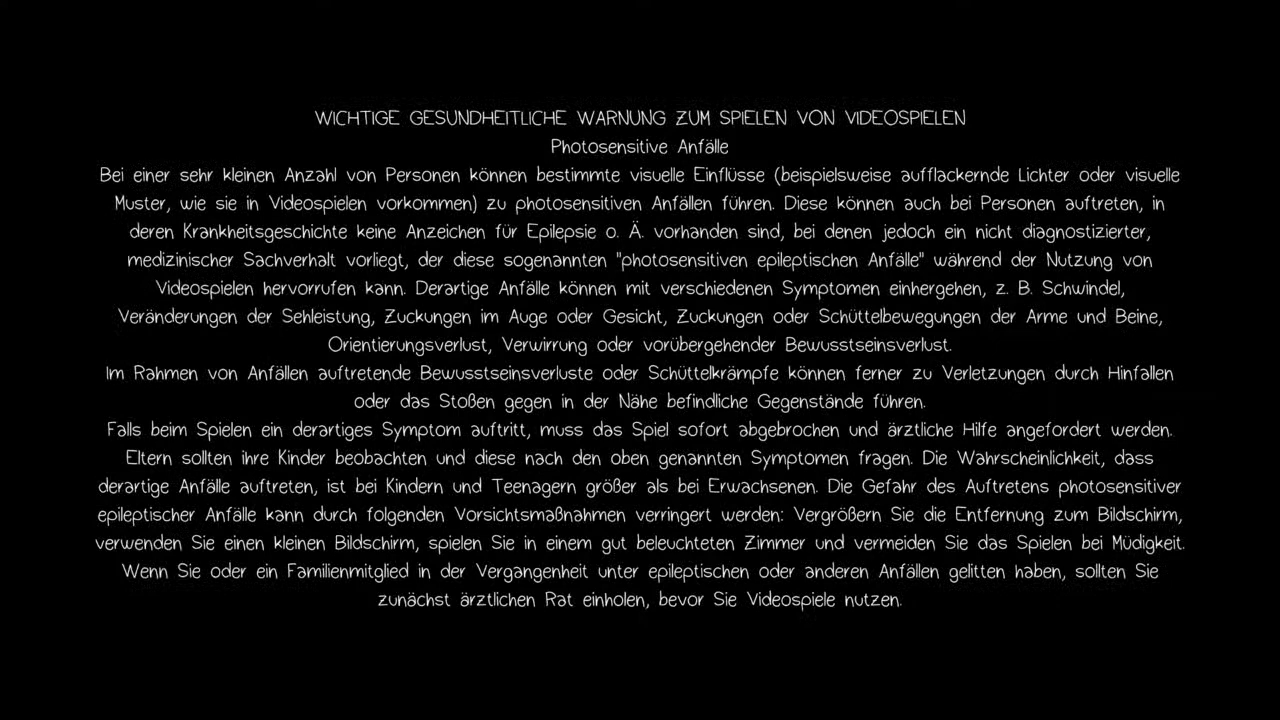 WICHTIGE GESUNDHEITLICHE WARNUNG ZUM SPIELEN VON VIDEOSPIELEN
Photosensitive Anfälle
Bei einer sehr kleinen Anzahl von Personen können bestimmte visuelle Einflüsse (beispielsweise aufflackernde Lichter oder visuelle
Muster, wie sie in Videospielen vorkommen) zu photosensitiven Anfällen führen. Diese können auch bei Personen auftreten, in
deren Krankheitsgeschichte keine Anzeichen für Epilepsie o. Ä. vorhanden sind, bei denen jedoch ein nicht diagnostizierter,
medizinischer Sachverhalt vorliegt, der diese sogenannten "photosensitiven epileptischen Anfälle" während der Nutzung von
Videospielen hervorrufen kann. Derartige Anfälle können mit verschiedenen Symptomen einhergehen, z. B. Schwindel,
Veränderungen der Sehleistung, Zuckungen im Auge oder Gesicht, Zuckungen oder Schüttelbewegungen der Arme und Beine,
Orientierungsverlust, Verwirrung oder vorübergehender Bewusstseinsverlust.
Im Rahmen von Anfällen auftretende Bewusstseinsverluste oder Schüttelkrämpfe können ferner zu Verletzungen durch Hinfallen
oder das Stoßen gegen in der Nähe befindliche Gegenstände führen.
Falls beim Spielen ein derartiges Symptom auftritt, muss das Spiel sofort abgebrochen und ärztliche Hilfe angefordert werden.
Eltern sollten ihre Kinder beobachten und diese nach den oben genannten Symptomen fragen. Die Wahrscheinlichkeit, dass
derartige Anfälle auftreten, ist bei Kindern und Teenagern größer als bei Erwachsenen. Die Gefahr des Auftretens photosensitiver
epileptischer Anfälle kann durch folgenden Vorsichtsmaßnahmen verringert werden: Vergrößern Sie die Entfernung zum Bildschirm,
verwenden Sie einen kleinen Bildschirm, spielen Sie in einem gut beleuchteten Zimmer und vermeiden Sie das Spielen bei Müdigkeit.
Wenn Sie oder ein Familienmitglied in der Vergangenheit unter epileptischen oder anderen Anfällen gelitten haben, sollten Sie
zunächst ärztlichen Rat einholen, bevor Sie Videospiele nutzen.